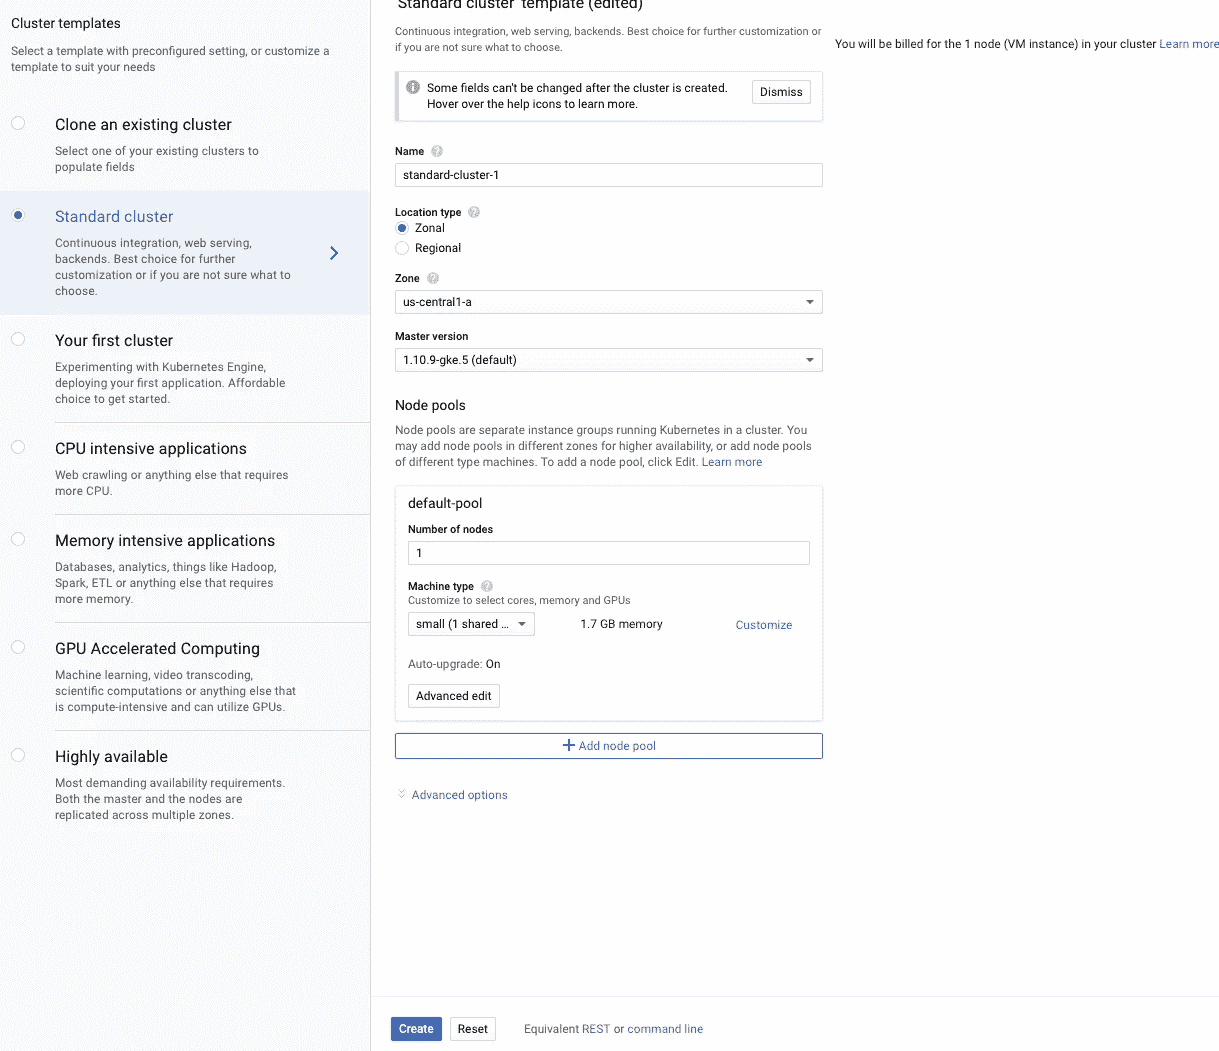 Cluster templates
Select a template with preconfigured setting, or customize a
template to suit your needs
Clone an existing cluster
Select one of your existing clusters to
populate fields
Standard cluster
Continuous integration, web serving,
backends. Best choice for further
customization or if you are not sure what to
choose.
Your first cluster
Experimenting with Kubernetes Engine,
deploying your first application. Affordable
choice to get started.
CPU intensive applications
Web crawling or anything else that requires
more CPU.
Memory intensive applications
Databases, analytics, things like Hadoop,
Spark, ETL or anything else that requires
more memory.
GPU Accelerated Computing
Machine learning, video transcoding,
scientific computations or anything else that
is compute-intensive and can utilize GPUs.
Highly available
Most demanding availability requirements.
Both the master and the nodes are
replicated across multiple zones.
'Standard cluster' template (edited)
Continuous integration, web serving, backends. Best choice for further customization or
if you are not sure what to choose.
Some fields can't be changed after the cluster is created.
Hover over the help icons to learn more.
Dismiss
Name
standard-cluster-1
Location type
Zonal
Regional
Zone
us-central1-a
Master version
1.10.9-gke.5 (default)
Node pools
Node pools are separate instance groups running Kubernetes in a cluster. You
may add node pools in different zones for higher availability, or add node pools
of different type machines. To add a node pool, click Edit. Learn more
default-pool
Number of nodes
1
Machine type
Customize to select cores, memory and GPUs
small (1 shared ...
1.7 GB memory
Customize
Auto-upgrade: On
Advanced edit
+ Add node pool
Advanced options
Create
Reset
Equivalent REST or command line
You will be billed for the 1 node (VM instance) in your cluster Learn more